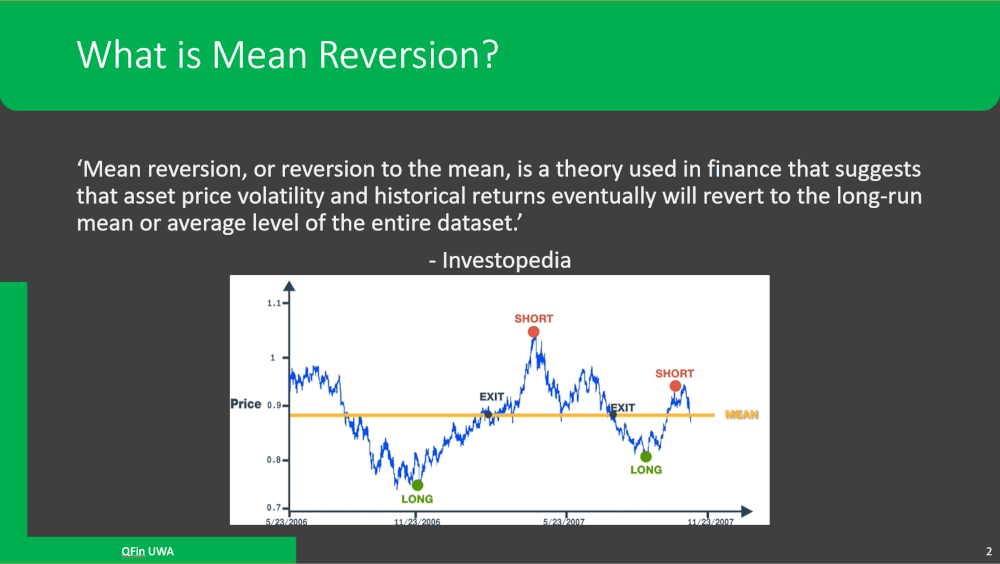 What is Mean Reversion?
‘Mean reversion, or reversion to the mean, is a theory used in finance that suggests
that asset price volatility and historical returns eventually will revert to the long-run
mean or average level of the entire dataset.’
- Investopedia
1.1
SHORT
1
SHORT
EXIT
Price 0.9
EXIT
MEAN
0.8
LONG
LONG
0.7
5/23/2006
11/23/2006
5/23/2007
11/23/2007
QFin UWA
2